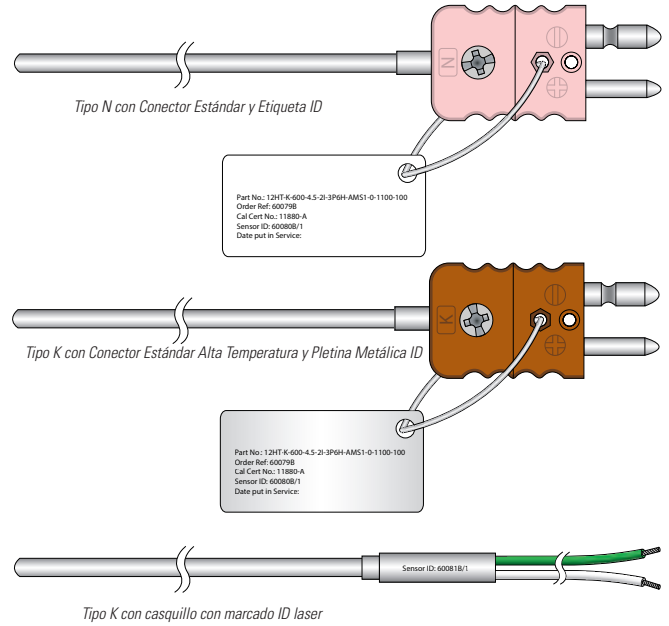 N
Tipo N con Conector Estándar y Etiqueta ID
Part No.: 12HT-K-600-4.5-2I-3P6H-AMS1-0-1100-100
Order Ref: 60079B
Cal Cert No.: 11880-A
Sensor ID: 60080B/1
Date put in Service:
K
Tipo K con Conector Estándar Alta Temperatura y Pletina Metálica ID
Part No.: 12HT-K-600-4.5-2I-3P6H-AMS1-0-1100-100
Order Ref: 60079B
Cal Cert No.: 11880-A
Sensor ID: 60080B/1
Date put in Service:
Sensor ID: 60081B/1
Tipo K con casquillo con marcado ID laser